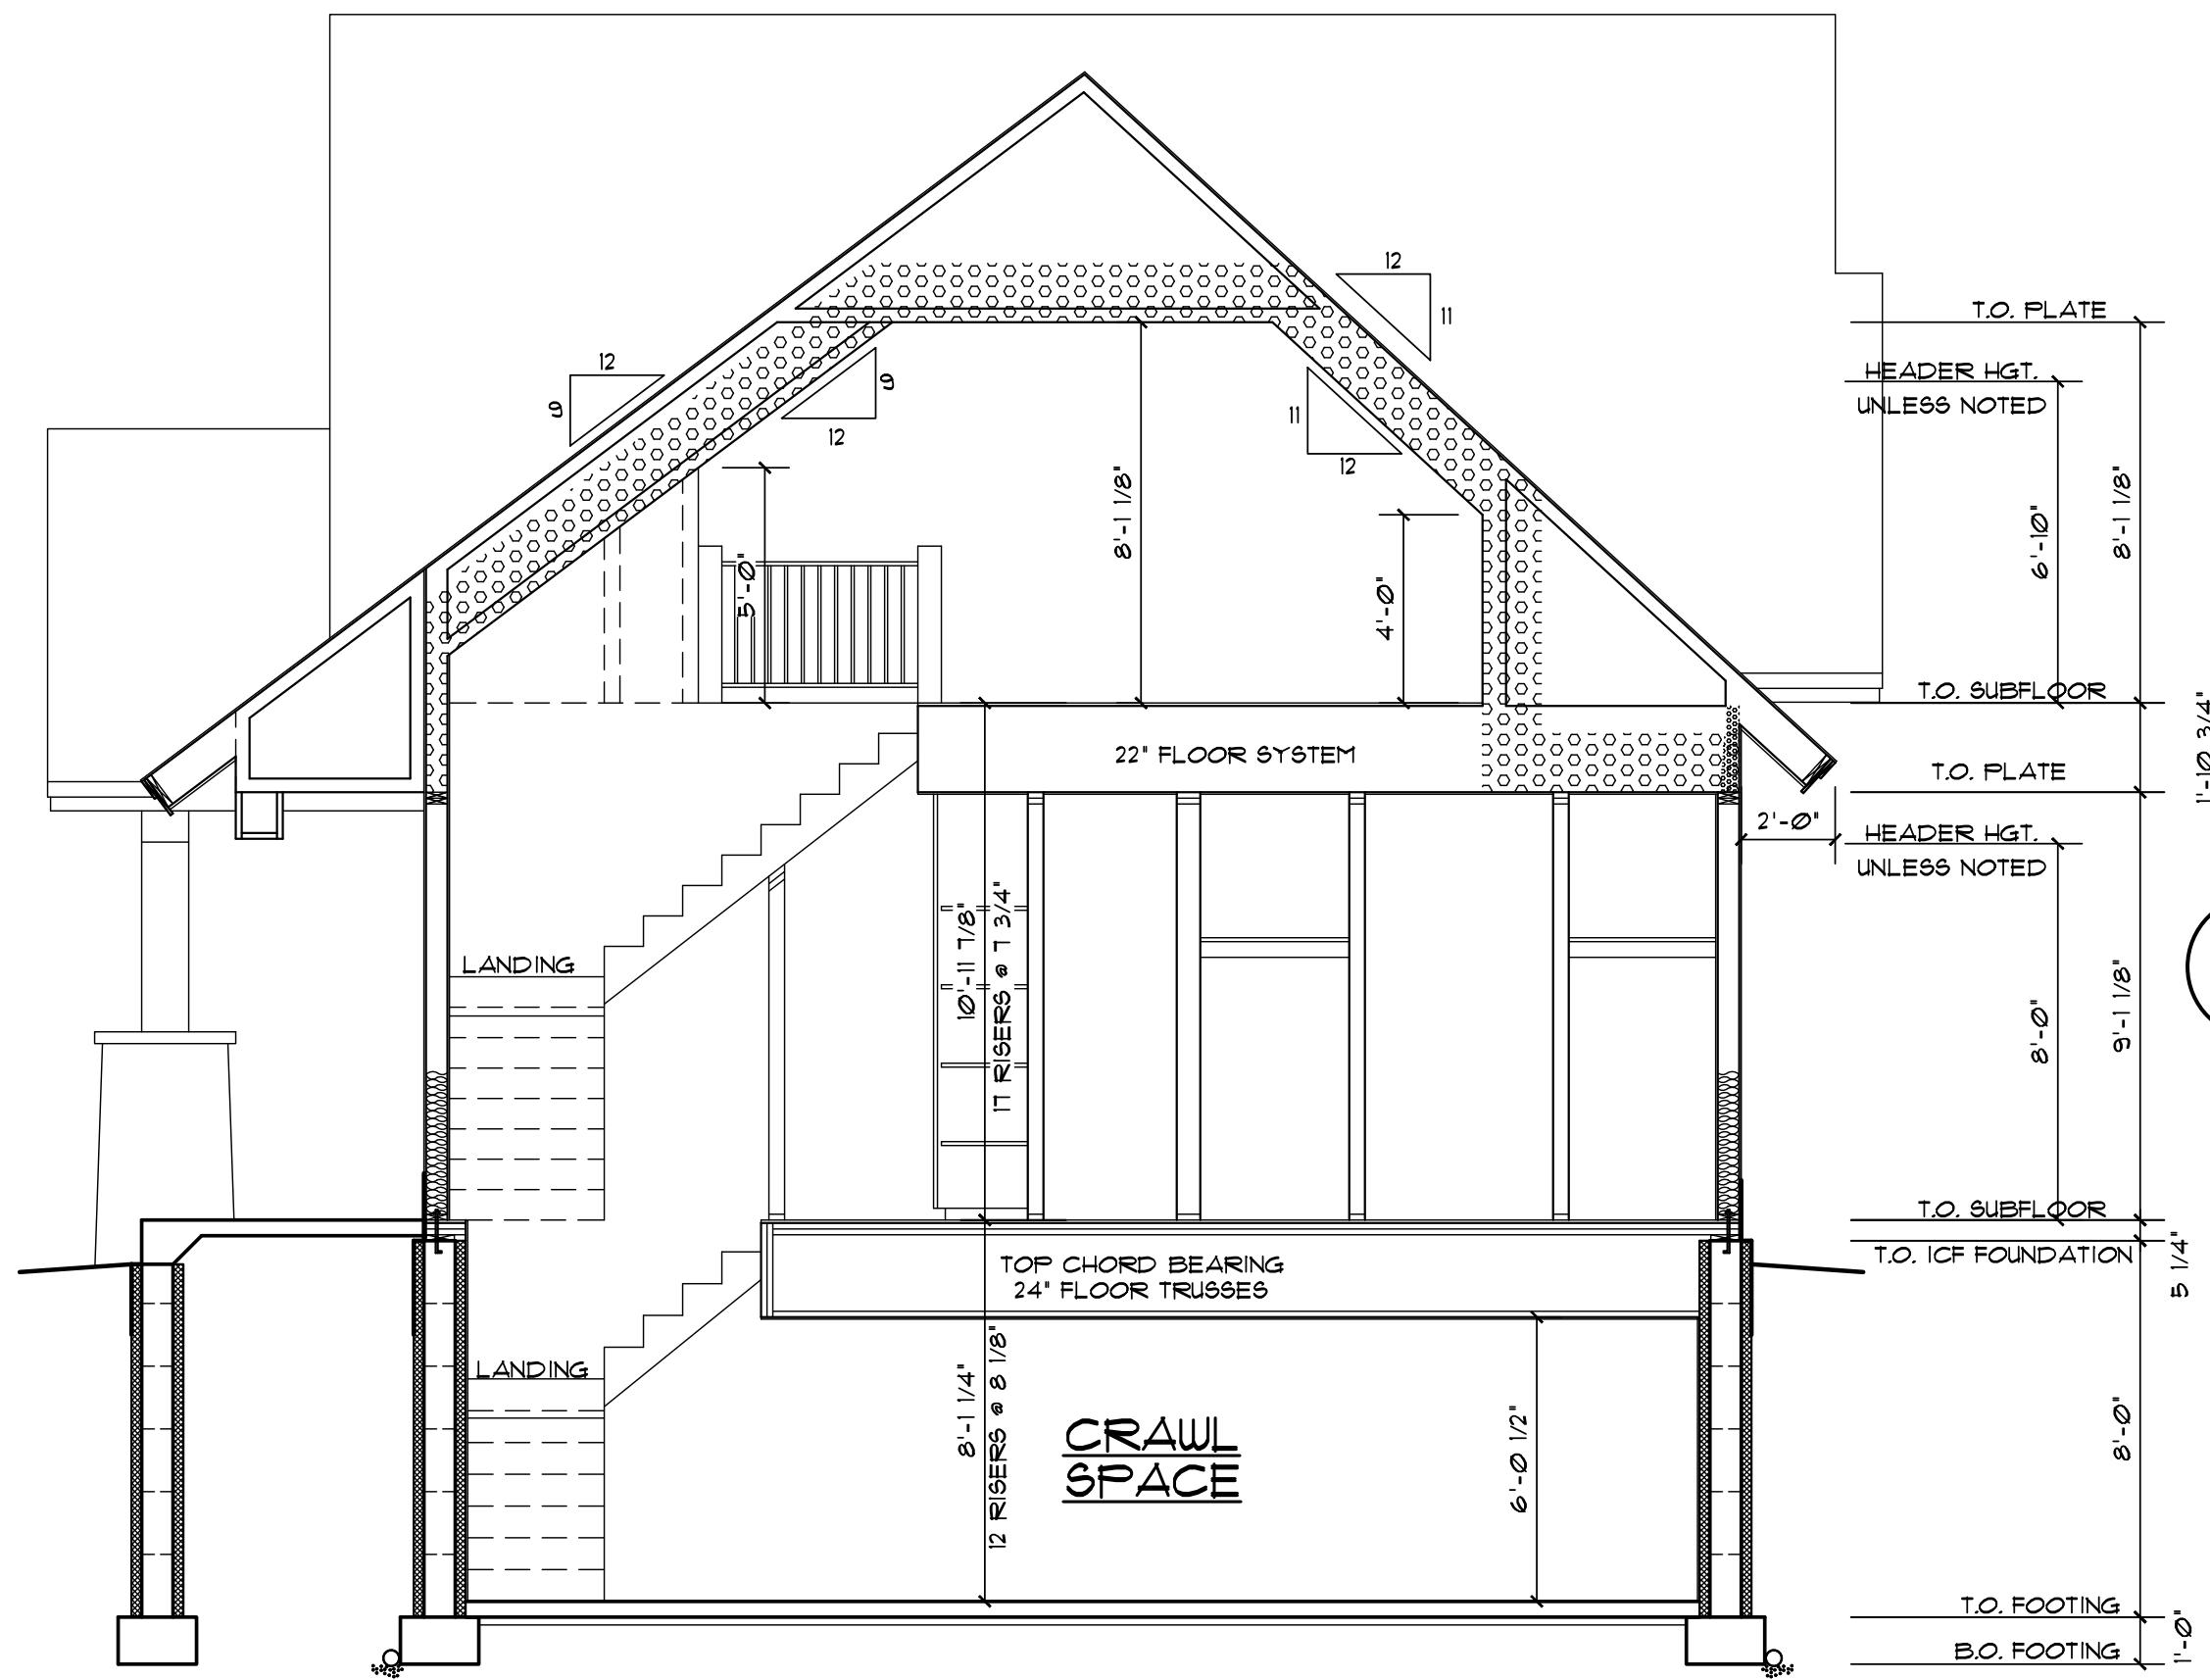 12
11
T.O. PLATE
12
9
9
12
11
12
HEADER HGT.
UNLESS NOTED
5'-0"
8'-1 1/8"
4'-0"
6'-10"
8'-1 1/8"
T.O. SUBFLOOR
1'-10 3/4"
22" FLOOR SYSTEM
T.O. PLATE
2'-0"
HEADER HGT.
UNLESS NOTED
LANDING
10'-11 7/8"
17 RISERS @ 7 3/4"
8'-0"
9'-1 1/8"
T.O. SUBFLOOR
TOP CHORD BEARING
24" FLOOR TRUSSES
T.O. ICF FOUNDATION
5 1/4"
LANDING
8'-1 1/4"
12 RISERS @ 8 1/8"
CRAWL
SPACE
6'-0 1/2"
8'-0"
T.O. FOOTING
B.O. FOOTING
1'-0"